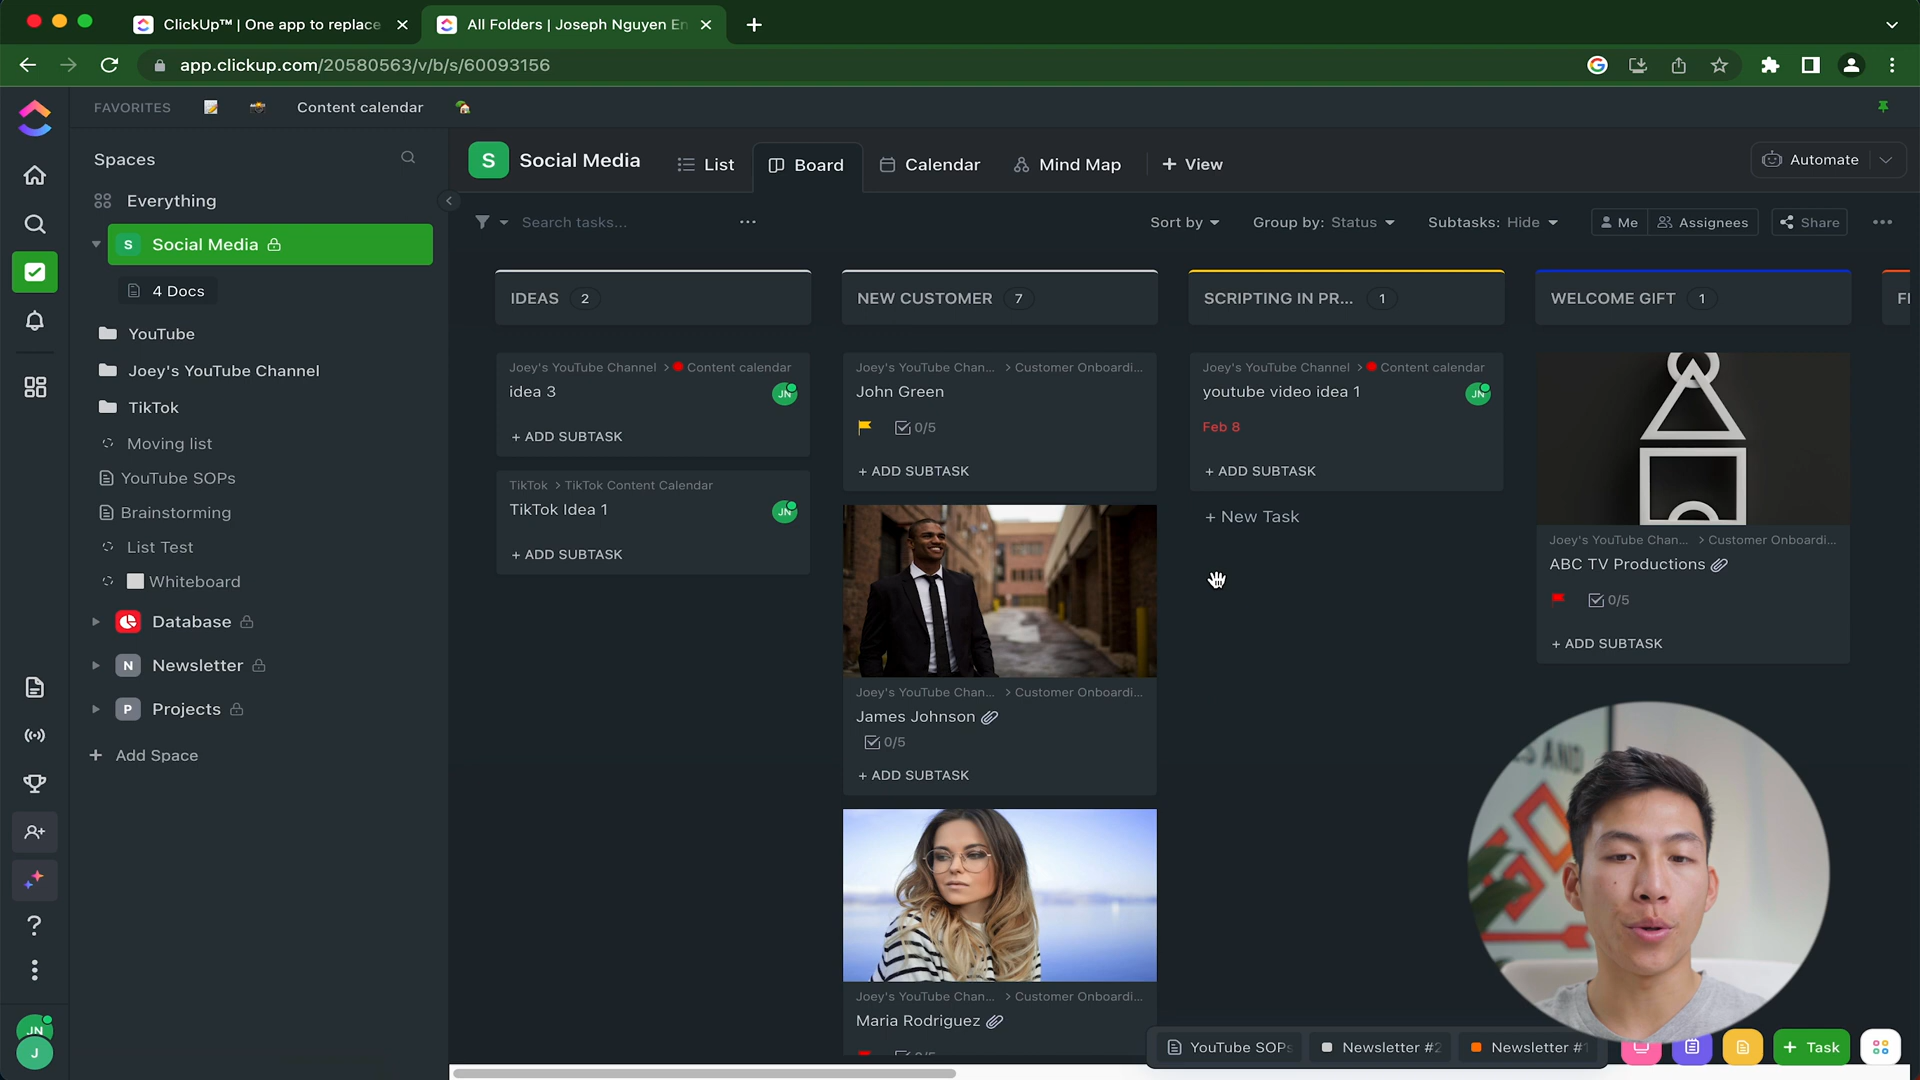 ClickUp™ | One app to replace
All Folders | Joseph Nguyen En
app.clickup.com/20580563/v/b/s/60093156
FAVORITES
Content calendar
Spaces
Everything
S Social Media
4 Docs
YouTube
Joey's YouTube Channel
TikTok
Moving list
YouTube SOPs
Brainstorming
List Test
Whiteboard
Database
N Newsletter
P Projects
+ Add Space
JN
J
S Social Media
List
Board
Calendar
Mind Map
+ View
Automate
Search tasks...
Sort by
Group by: Status
Subtasks: Hide
Me
Assignees
Share
IDEAS 2
Joey's YouTube Channel > Content calendar
idea 3
JN
+ ADD SUBTASK
TikTok > TikTok Content Calendar
TikTok Idea 1
JN
+ ADD SUBTASK
NEW CUSTOMER 7
Joey's YouTube Chan... > Customer Onboardi...
John Green
0/5
+ ADD SUBTASK
Joey's YouTube Chan... > Customer Onboardi...
James Johnson
0/5
+ ADD SUBTASK
Joey's YouTube Chan... > Customer Onboardi...
Maria Rodriguez
SCRIPTING IN PR... 1
Joey's YouTube Channel > Content calendar
youtube video idea 1
JN
Feb 8
+ ADD SUBTASK
+ New Task
WELCOME GIFT 1
Joey's YouTube Chan... > Customer Onboardi...
ABC TV Productions
0/5
+ ADD SUBTASK
YouTube SOPs
Newsletter #2
Newsletter #1
+ Task